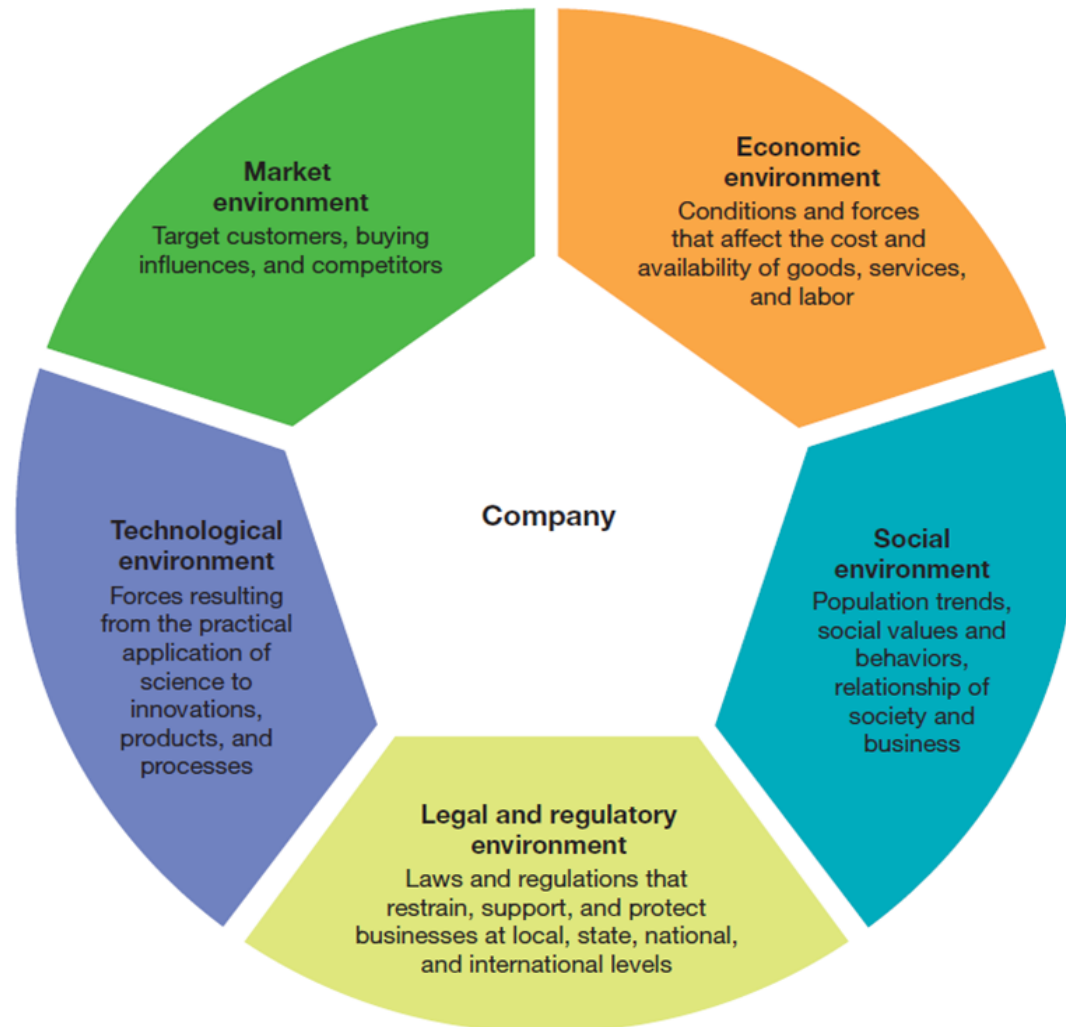 Market
environment
Target customers, buying
influences, and competitors
Economic
environment
Conditions and forces
that affect the cost and
availability of goods, services,
and labor
Company
Technological
environment
Forces resulting
from the practical
application of
science to
innovations,
products, and
processes
Social
environment
Population trends,
social values and
behaviors,
relationship of
society and
business
Legal and regulatory
environment
Laws and regulations that
restrain, support, and protect
businesses at local, state, national,
and international levels